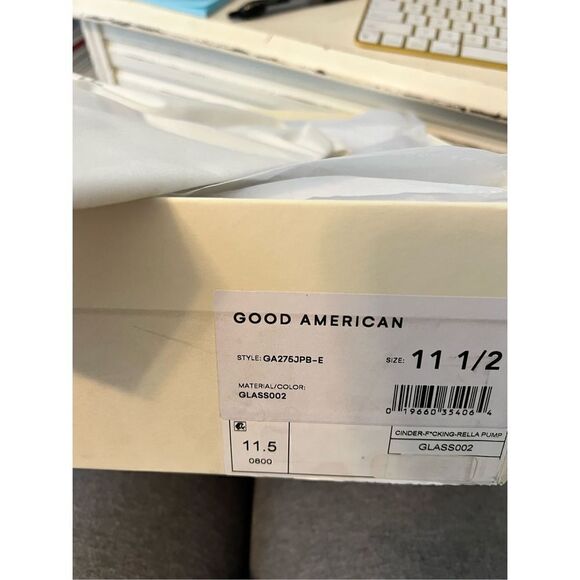 GOOD AMERICAN
STYLE: GA275JPB-E
SIZE: 11 1/2
MATERIAL/COLOR:
GLASS002
0 19660 35406 4
CINDER-F*CKING-RELLA PUMP
11.5
GLASS002
0800